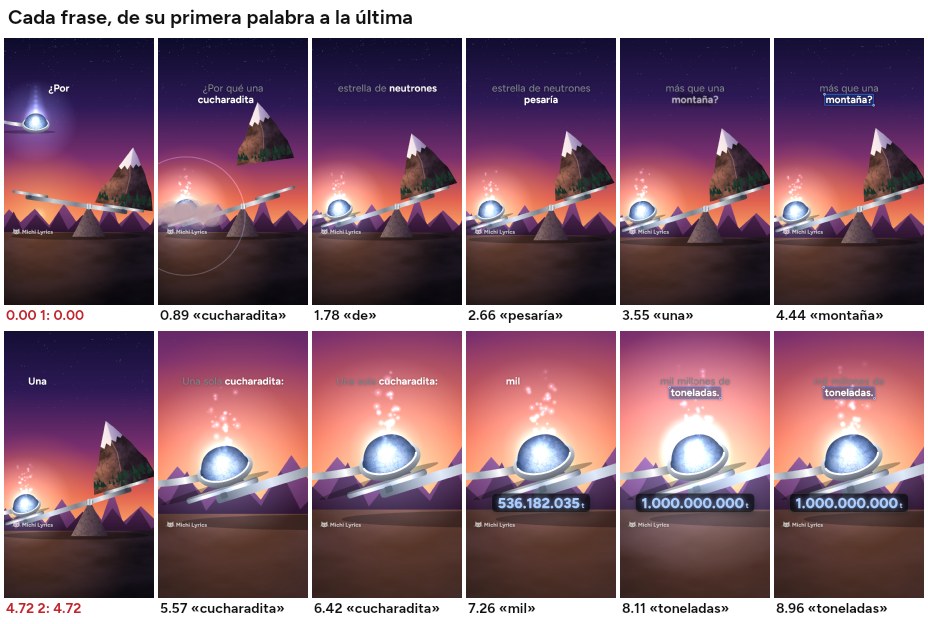 Cada frase, de su primera palabra a la última
¿Por
¿Por qué una
cucharadita
estrella de neutrones
estrella de neutrones
pesaría
más que una
montaña?
más que una
montaña?
Michi Lyrics
Michi Lyrics
Michi Lyrics
Michi Lyrics
Michi Lyrics
Michi Lyrics
0.00 1: 0.00
0.89 «cucharadita»
1.78 «de»
2.66 «pesaría»
3.55 «una»
4.44 «montaña»
Una
Una sola cucharadita:
Una sola cucharadita:
mil
mil millones de
toneladas.
mil millones de
toneladas.
536.182.035 t
1.000.000.000 t
1.000.000.000 t
Michi Lyrics
Michi Lyrics
Michi Lyrics
Michi Lyrics
Michi Lyrics
Michi Lyrics
4.72 2: 4.72
5.57 «cucharadita»
6.42 «cucharadita»
7.26 «mil»
8.11 «toneladas»
8.96 «toneladas»